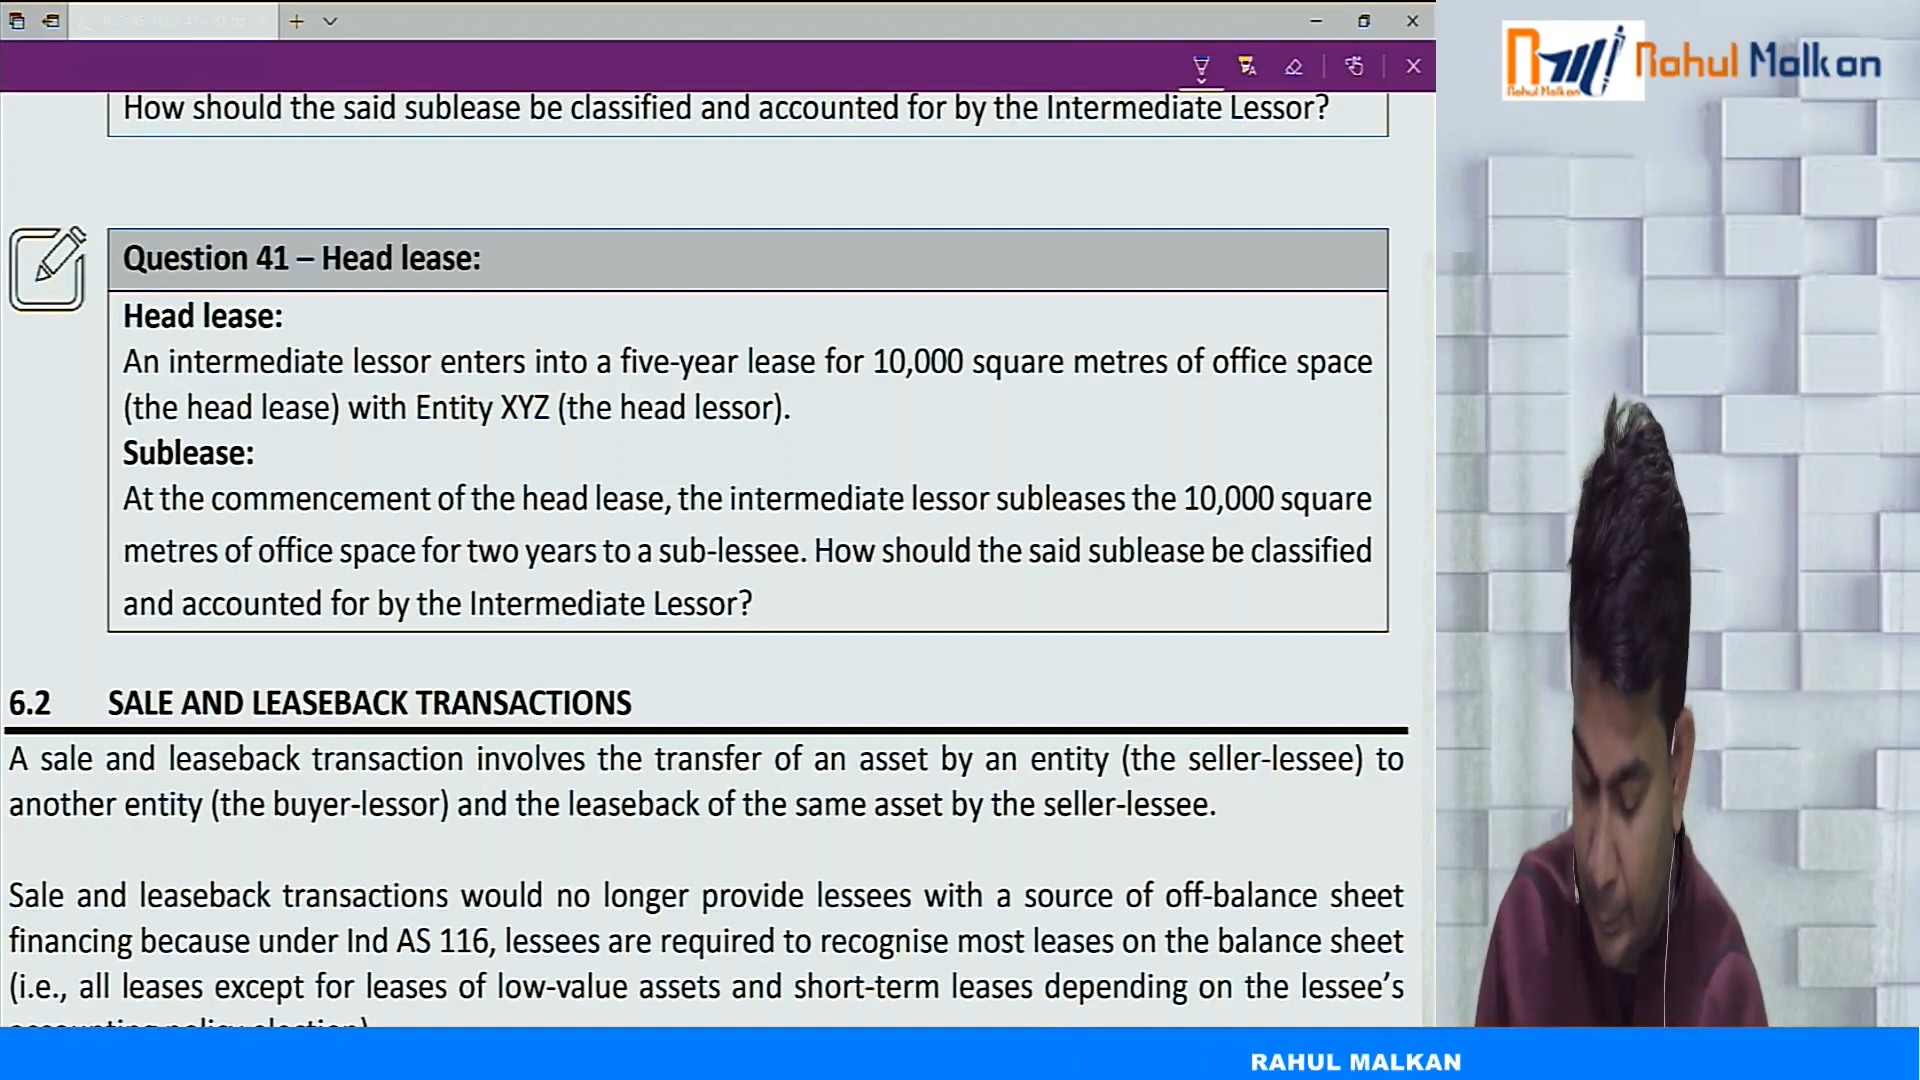 Rahul Malkan
Rahul Malkan
How should the said sublease be classified and accounted for by the Intermediate Lessor?
Question 41 – Head lease:
Head lease:
An intermediate lessor enters into a five-year lease for 10,000 square metres of office space
(the head lease) with Entity XYZ (the head lessor).
Sublease:
At the commencement of the head lease, the intermediate lessor subleases the 10,000 square
metres of office space for two years to a sub-lessee. How should the said sublease be classified
and accounted for by the Intermediate Lessor?
6.2 SALE AND LEASEBACK TRANSACTIONS
A sale and leaseback transaction involves the transfer of an asset by an entity (the seller-lessee) to
another entity (the buyer-lessor) and the leaseback of the same asset by the seller-lessee.
Sale and leaseback transactions would no longer provide lessees with a source of off-balance sheet
financing because under Ind AS 116, lessees are required to recognise most leases on the balance sheet
(i.e., all leases except for leases of low-value assets and short-term leases depending on the lessee’s
accounting policy election)
RAHUL MALKAN